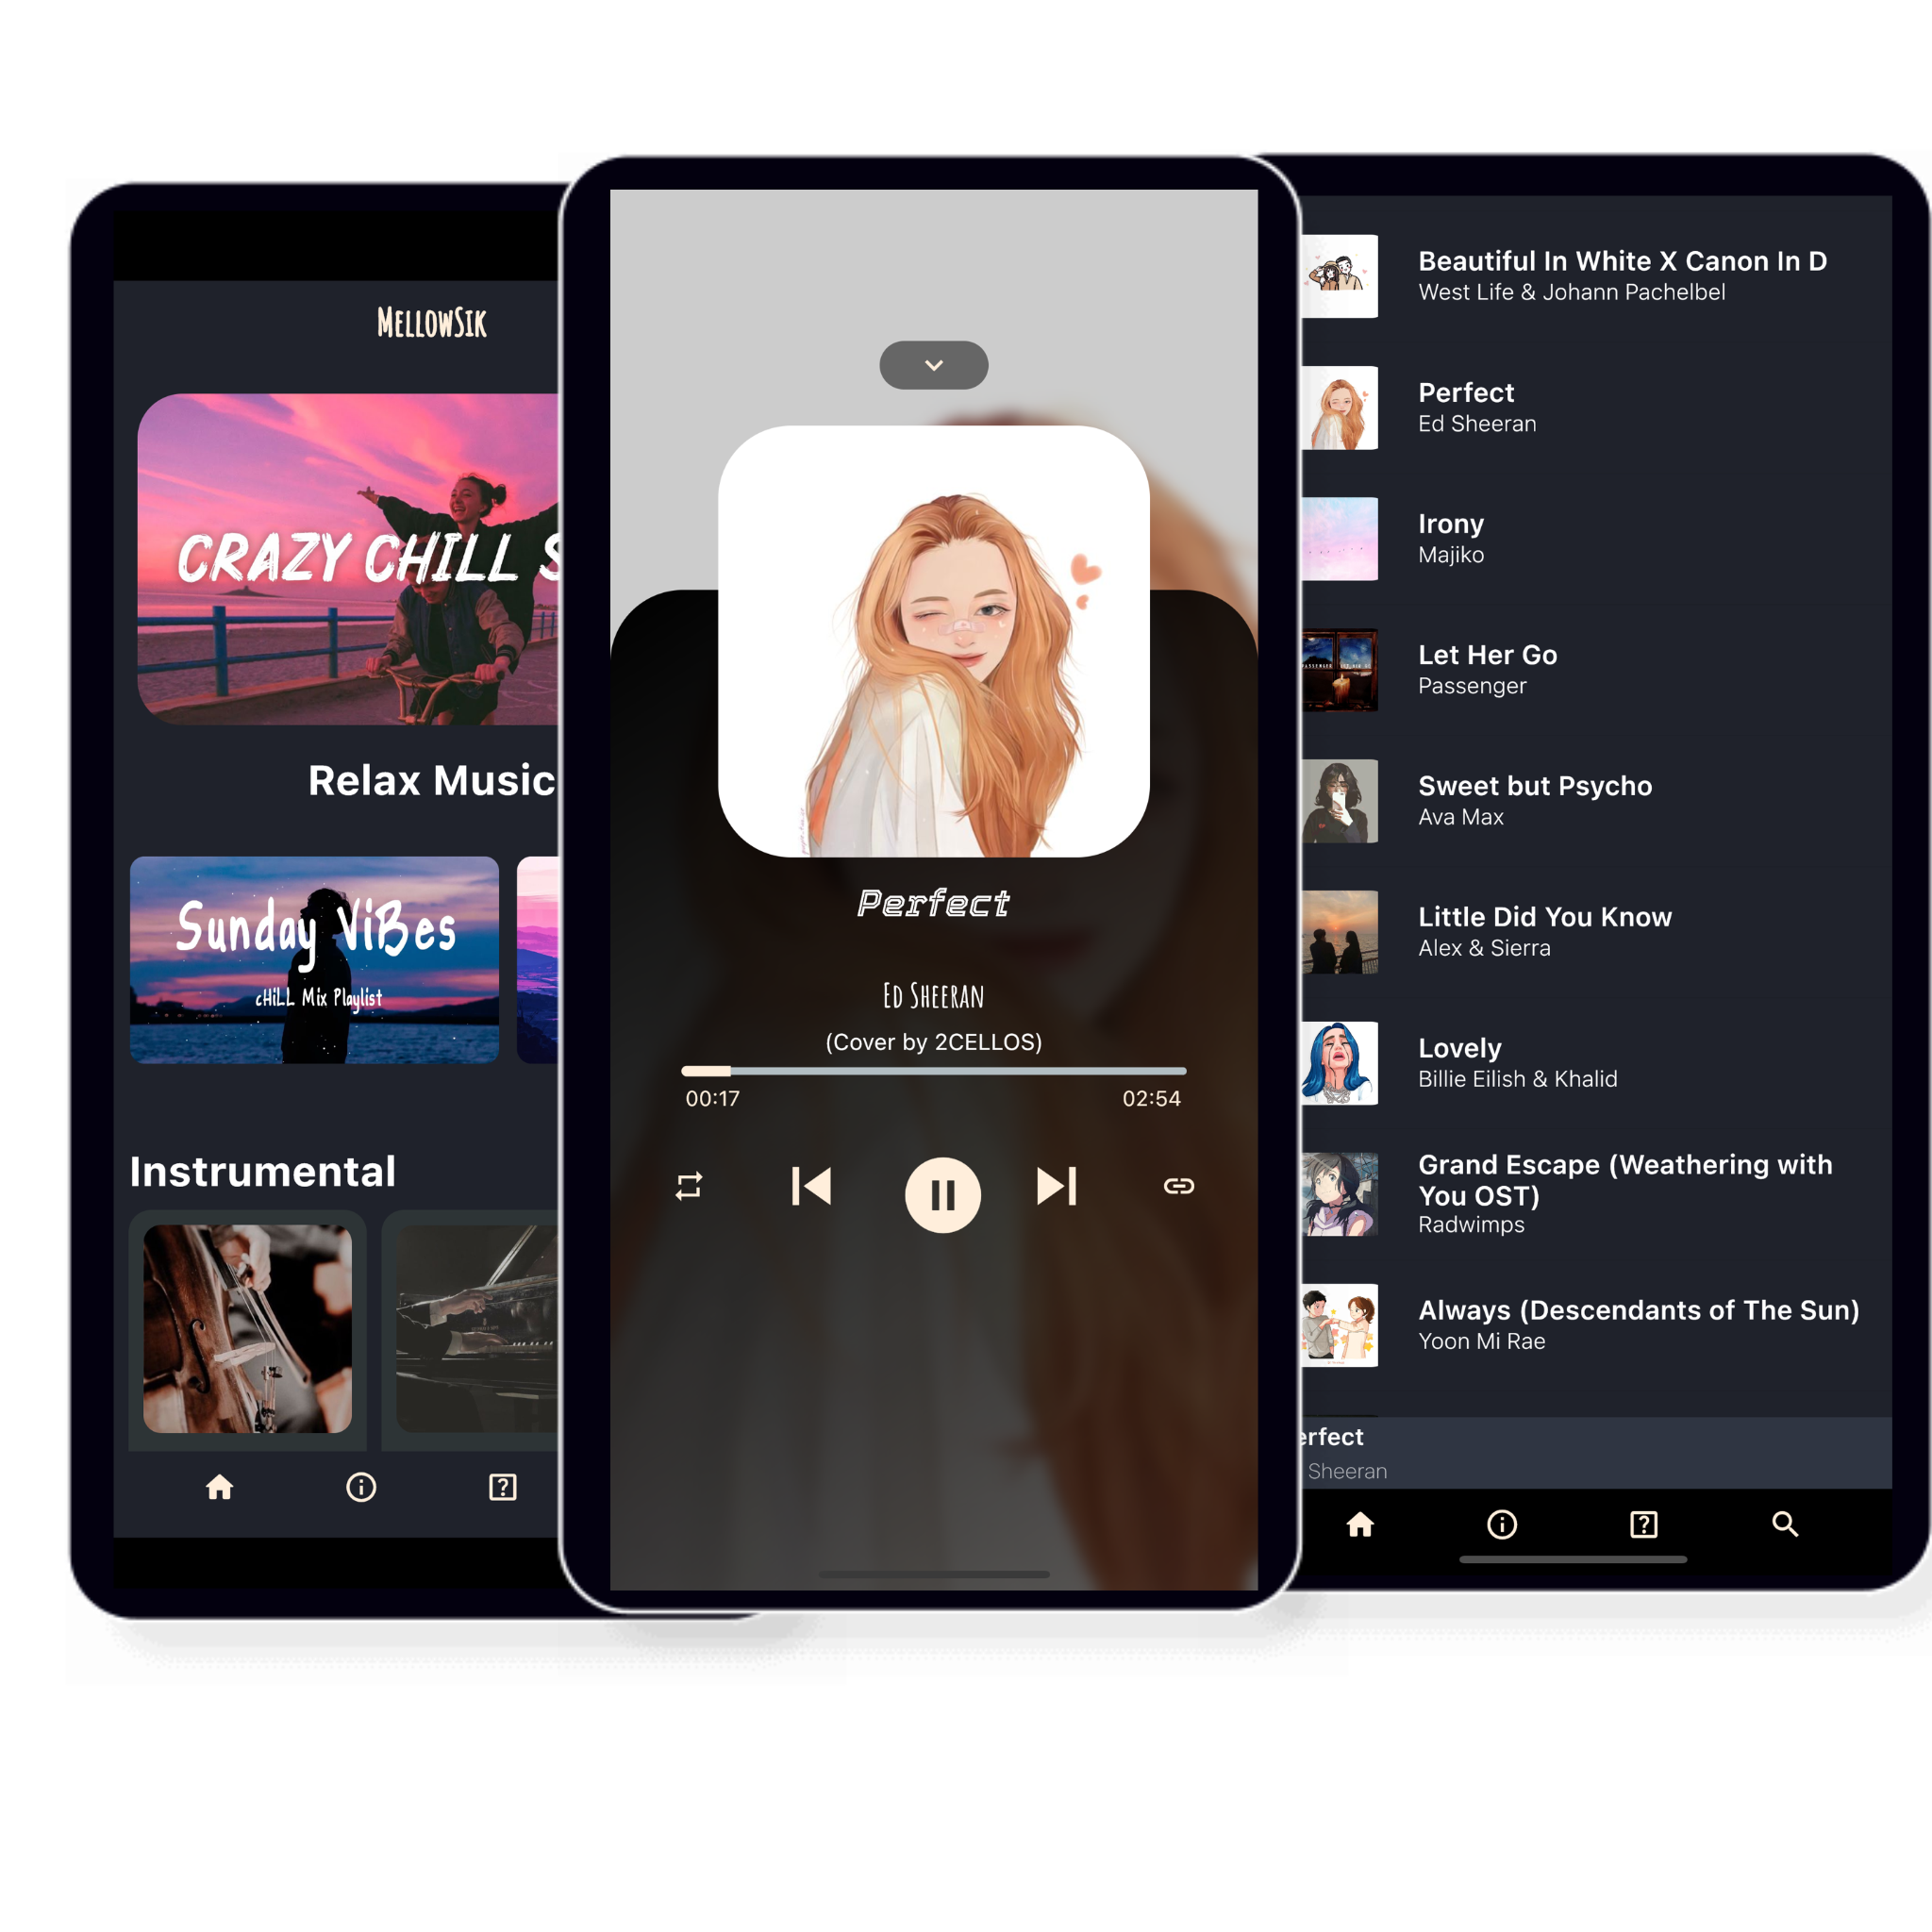 MellowSik
CRAZY CHILL S
Relax Music
Sunday ViBes
cHiLL Mix Playlist
Instrumental
Perfect
Ed Sheeran
(Cover by 2CELLOS)
00:17
02:54
Beautiful In White X Canon In D
West Life & Johann Pachelbel
Perfect
Ed Sheeran
Irony
Majiko
Let Her Go
Passenger
Sweet but Psycho
Ava Max
Little Did You Know
Alex & Sierra
Lovely
Billie Eilish & Khalid
Grand Escape (Weathering with
You OST)
Radwimps
Always (Descendants of The Sun)
Yoon Mi Rae
erfect
Sheeran